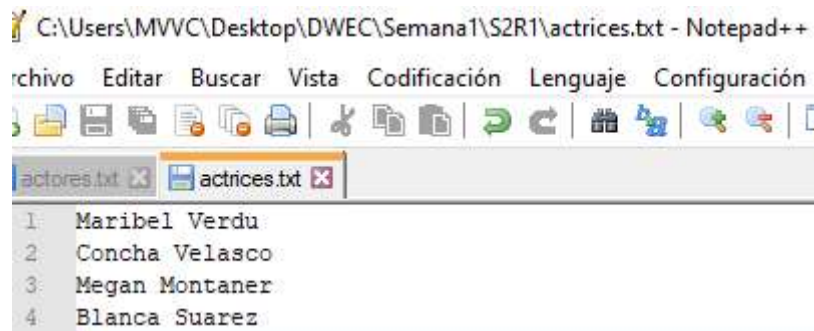 C:\Users\MVVC\Desktop\DWEC\Semana1\S2R1\actrices.txt - Notepad++
rchivo Editar Buscar Vista Codificación Lenguaje Configuración
actores.txt actrices.txt
1 Maribel Verdu
2 Concha Velasco
3 Megan Montaner
4 Blanca Suarez